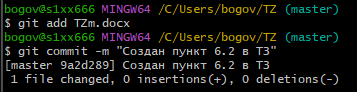 bogov@s1xx666 MINGW64 /C/Users/bogov/TZ (master)
$ git add TZm.docx
bogov@s1xx666 MINGW64 /C/Users/bogov/TZ (master)
$ git commit -m "Создан пункт 6.2 в ТЗ"
[master 9a2d289] Создан пункт 6.2 в ТЗ
1 file changed, 0 insertions(+), 0 deletions(-)